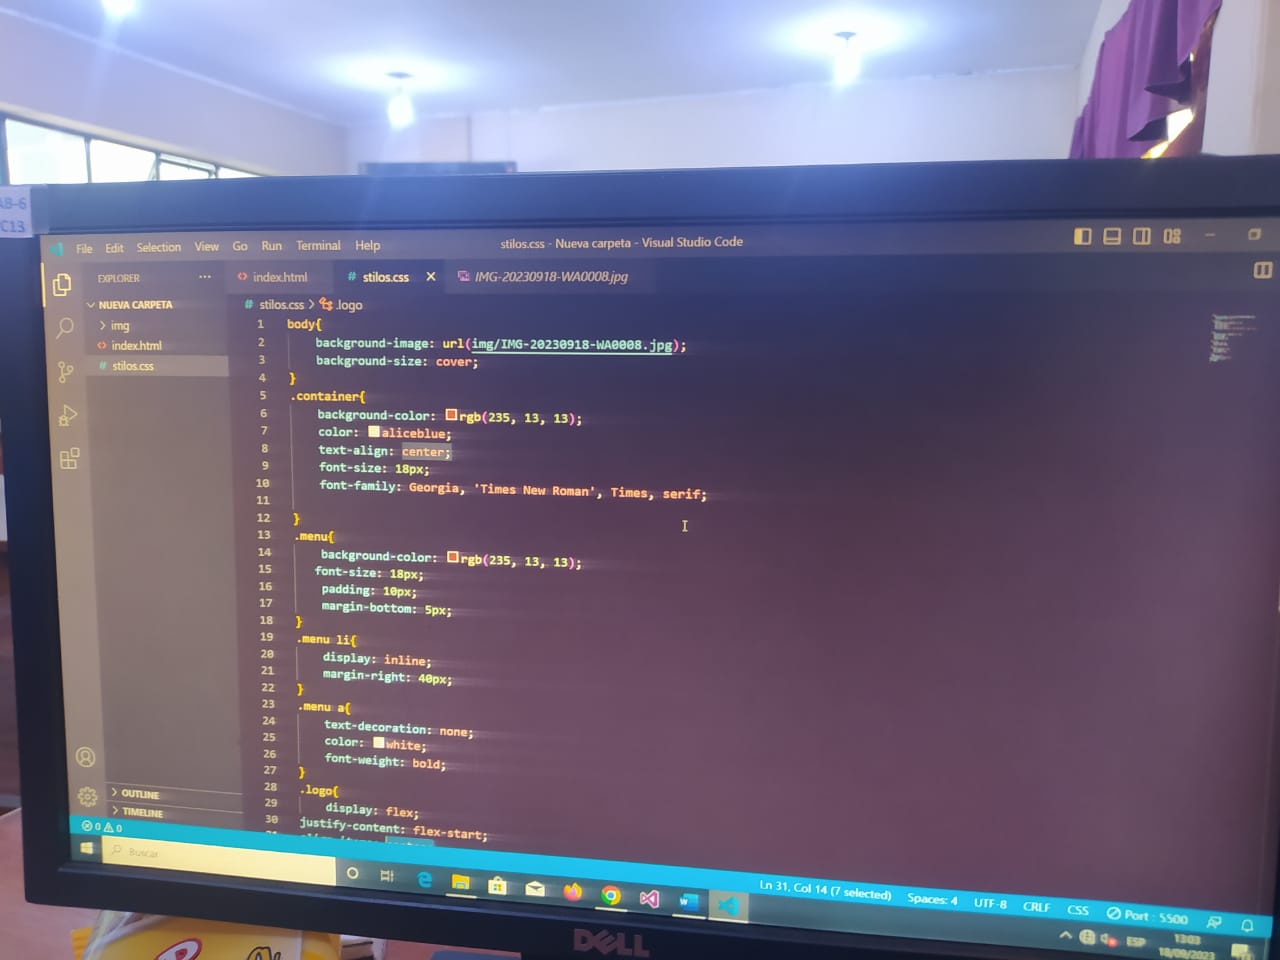 AB-6
C13
File Edit Selection View Go Run Terminal Help
stilos.css - Nueva carpeta - Visual Studio Code
EXPLORER ···
index.html
# stilos.css ×
IMG-20230918-WA0008.jpg
NUEVA CARPETA
img
index.html
# stilos.css
# stilos.css > .logo
1 body{
2 background-image: url(img/IMG-20230918-WA0008.jpg);
3 background-size: cover;
4 }
5 .container{
6 background-color: rgb(235, 13, 13);
7 color: aliceblue;
8 text-align: center;
9 font-size: 18px;
10 font-family: Georgia, 'Times New Roman', Times, serif;
11
12 }
13 .menu{
14 background-color: rgb(235, 13, 13);
15 font-size: 18px;
16 padding: 10px;
17 margin-bottom: 5px;
18 }
19 .menu li{
20 display: inline;
21 margin-right: 40px;
22 }
23 .menu a{
24 text-decoration: none;
25 color: white;
26 font-weight: bold;
27 }
28 .logo{
29 display: flex;
30 justify-content: flex-start;
OUTLINE
TIMELINE
0 0
Ln 31, Col 14 (7 selected) Spaces: 4 UTF-8 CRLF CSS Port : 5500
Buscar
ESP
13:03
18/09/2023
DELL